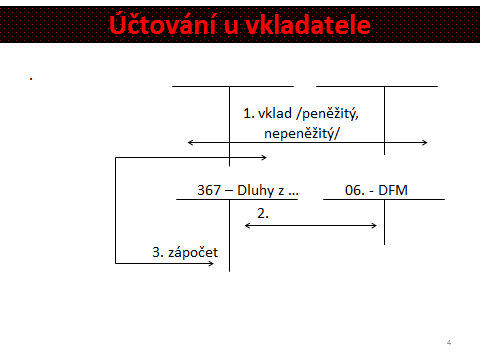 Účtování u vkladatele
.
1. vklad /peněžitý,
nepeněžitý/
367 – Dluhy z ...
06. - DFM
2.
3. zápočet
4